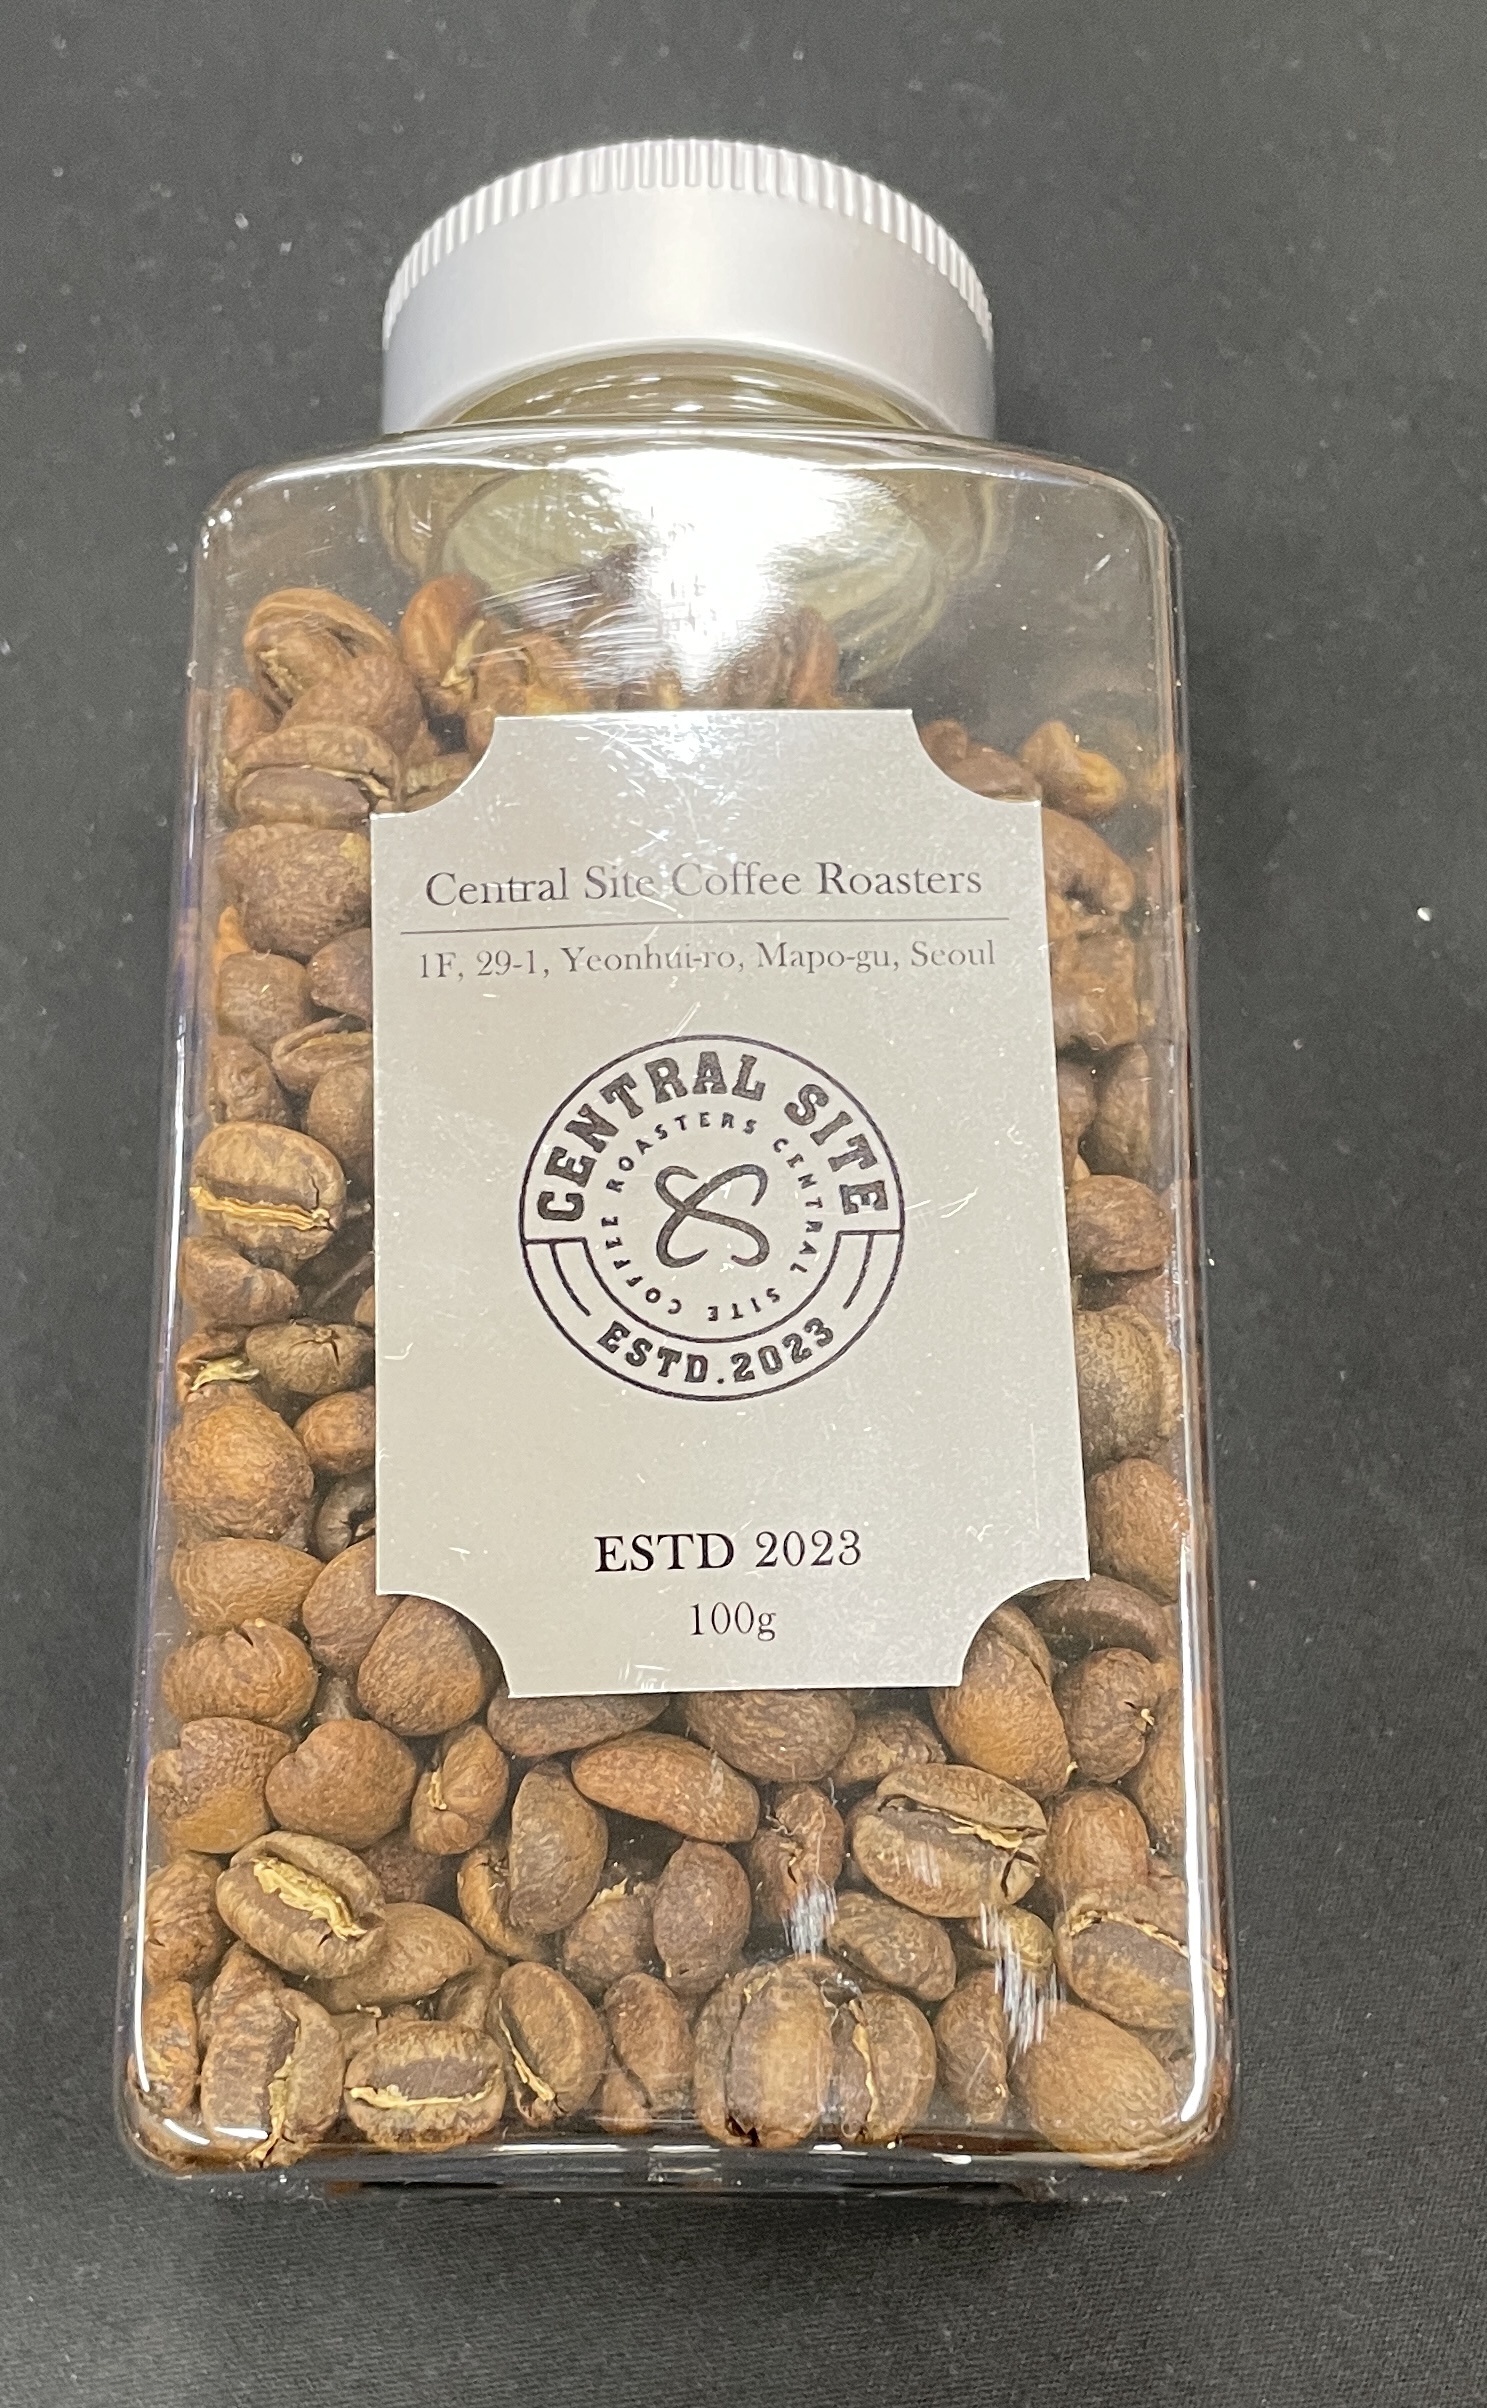 Central Site Coffee Roasters
1F, 29-1, Yeonhui-ro, Mapo-gu, Seoul
CENTRAL SITE
COFFEE ROASTERS CENTRAL SITE
ESTD.2023
ESTD 2023
100g